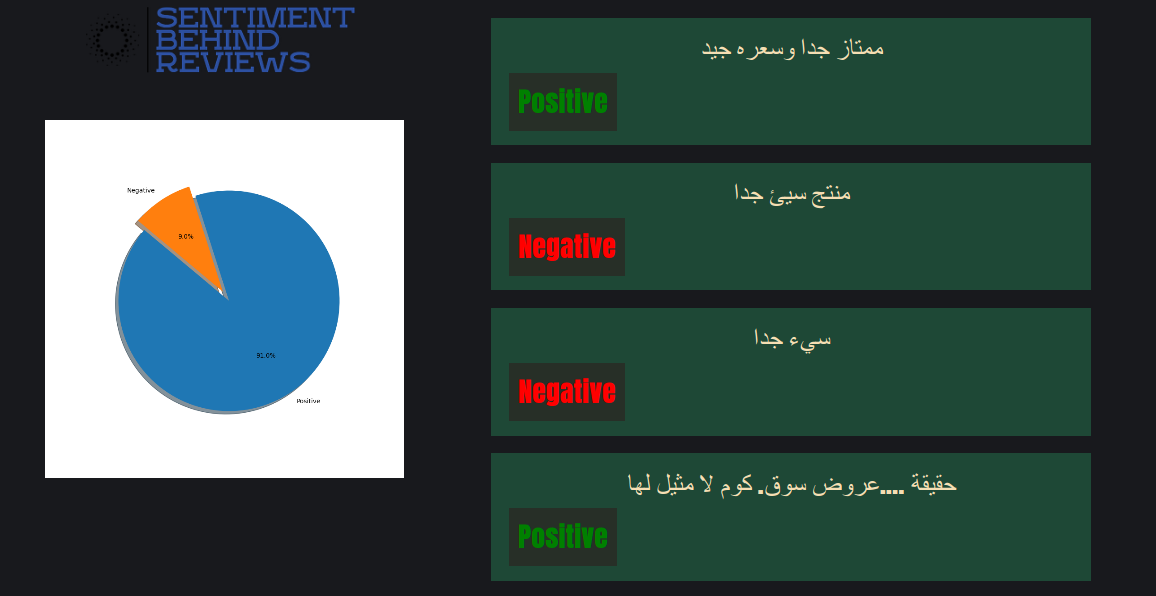 SENTIMENT
BEHIND
REVIEWS
Negative
9.0%
91.0%
Positive
ممتاز جدا وسعره جيد
Positive
منتج سيئ جدا
Negative
سيء جدا
Negative
حقيقة ....عروض سوق. كوم لا مثيل لها
Positive